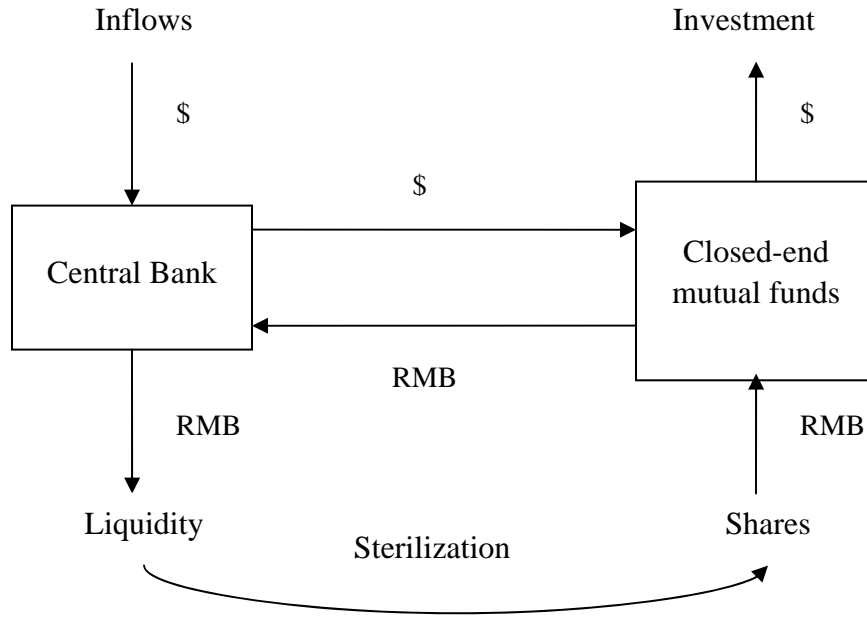 Inflows
Investment
$
$
$
Central Bank
Closed-end
mutual funds
RMB
RMB
RMB
Liquidity
Shares
Sterilization